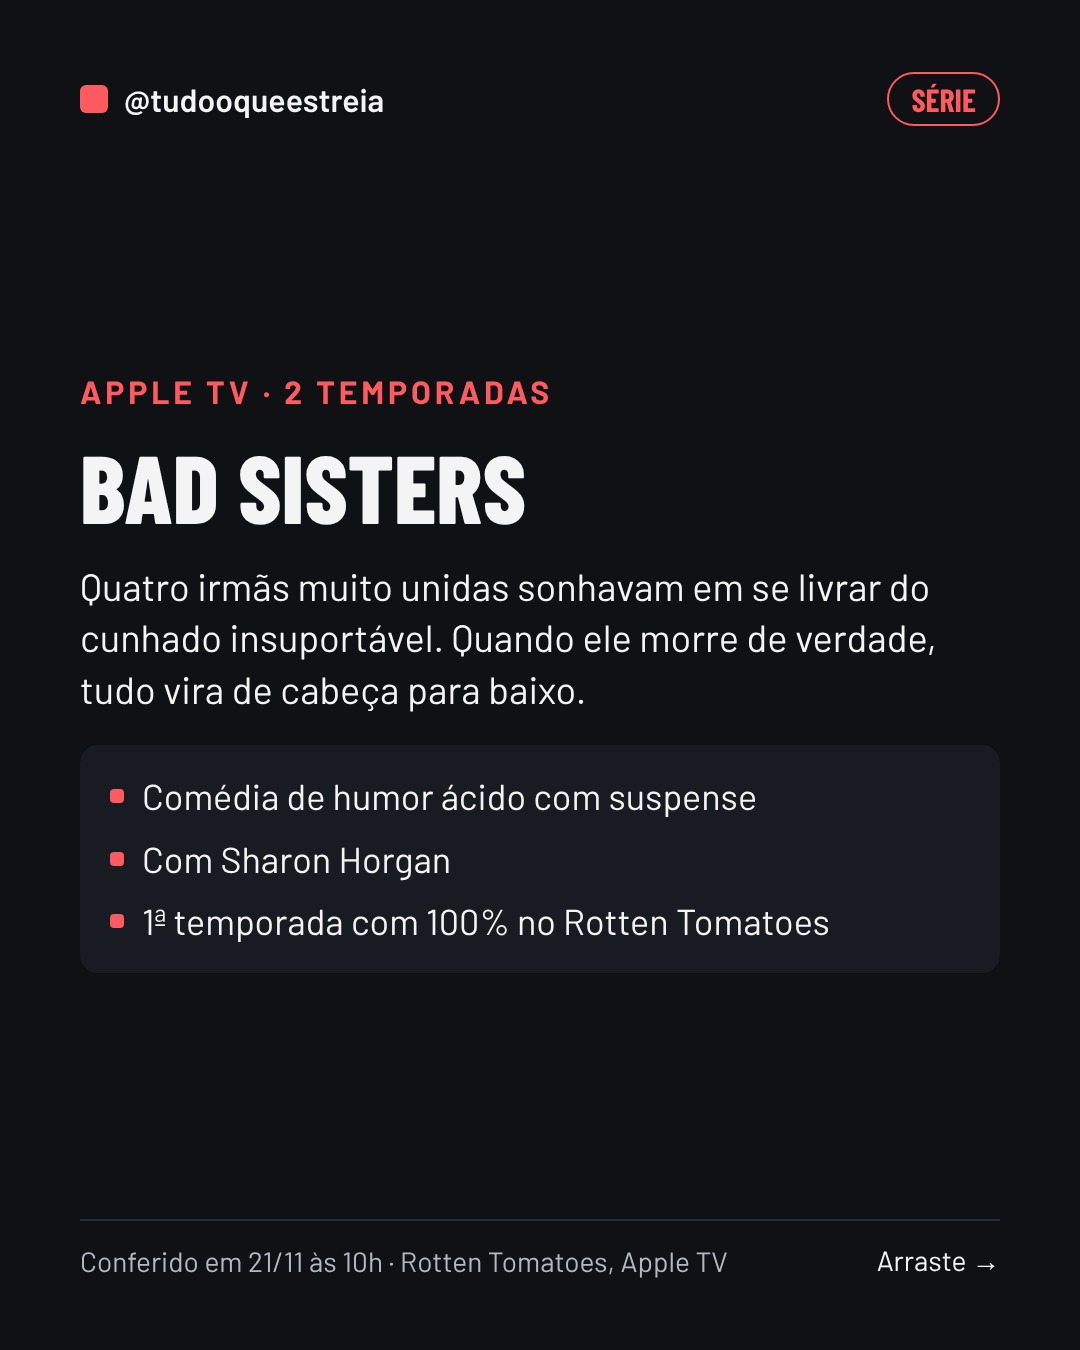 @tudooqueestreia
SÉRIE
APPLE TV · 2 TEMPORADAS
BAD SISTERS
Quatro irmãs muito unidas sonhavam em se livrar do
cunhado insuportável. Quando ele morre de verdade,
tudo vira de cabeça para baixo.
Comédia de humor ácido com suspense
Com Sharon Horgan
1ª temporada com 100% no Rotten Tomatoes
Conferido em 21/11 às 10h · Rotten Tomatoes, Apple TV
Arraste →